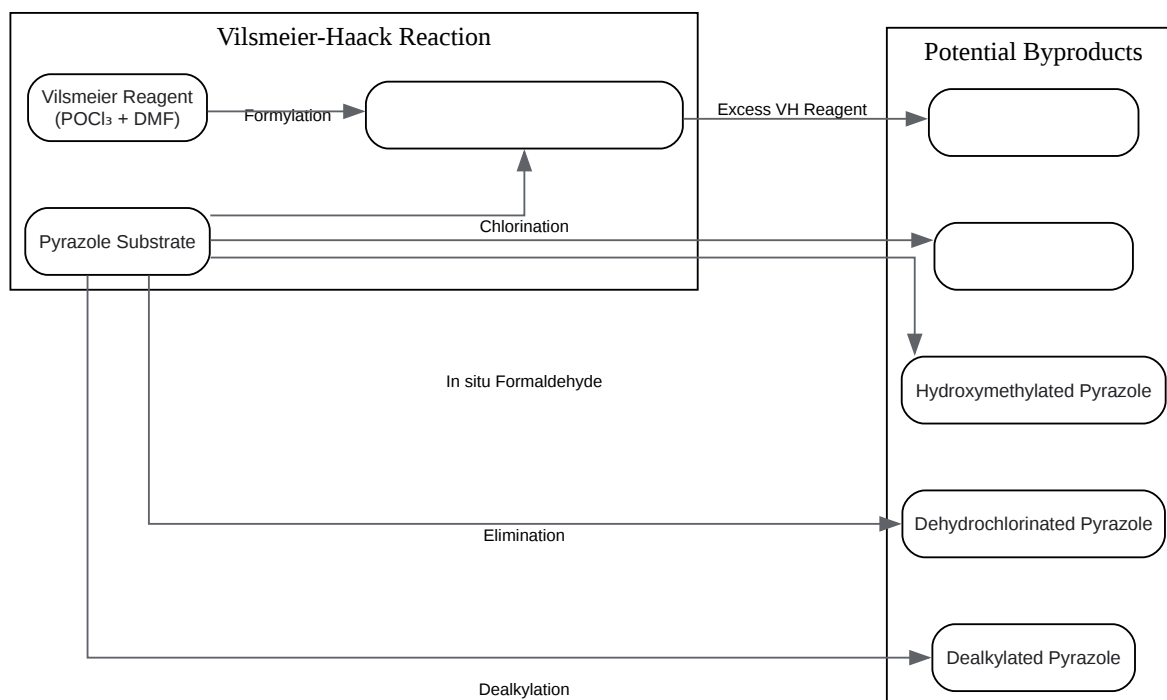 Vilsmeier-Haack Reaction
Potential Byproducts
Vilsmeier Reagent
(POCl₃ + DMF)
Formylation
Excess VH Reagent
Pyrazole Substrate
Chlorination
In situ Formaldehyde
Hydroxymethylated Pyrazole
Elimination
Dehydrochlorinated Pyrazole
Dealkylation
Dealkylated Pyrazole